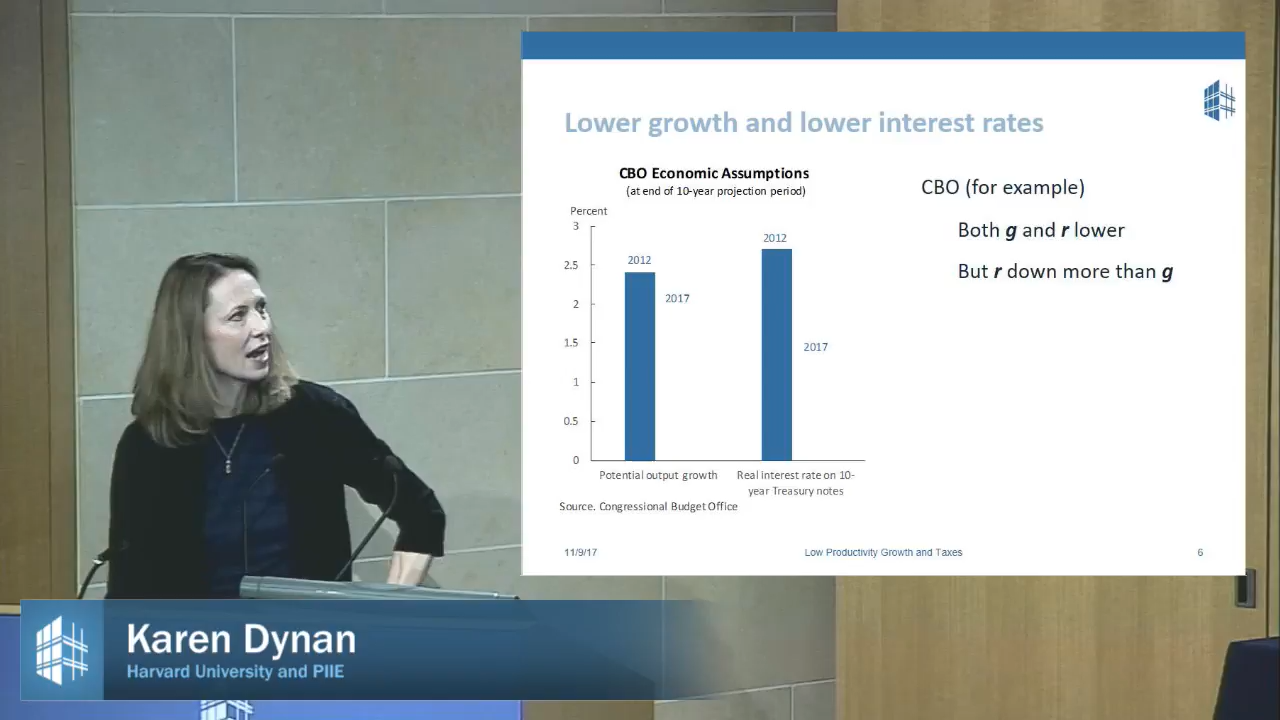 Lower growth and lower interest rates
CBO Economic Assumptions
(at end of 10-year projection period)
Percent
3
2.5
2
1.5
1
0.5
0
2012
2017
2012
2017
Potential output growth
Real interest rate on 10-
year Treasury notes
Source. Congressional Budget Office
CBO (for example)
Both g and r lower
But r down more than g
11/9/17
Low Productivity Growth and Taxes
6
Karen Dynan
Harvard University and PIIE